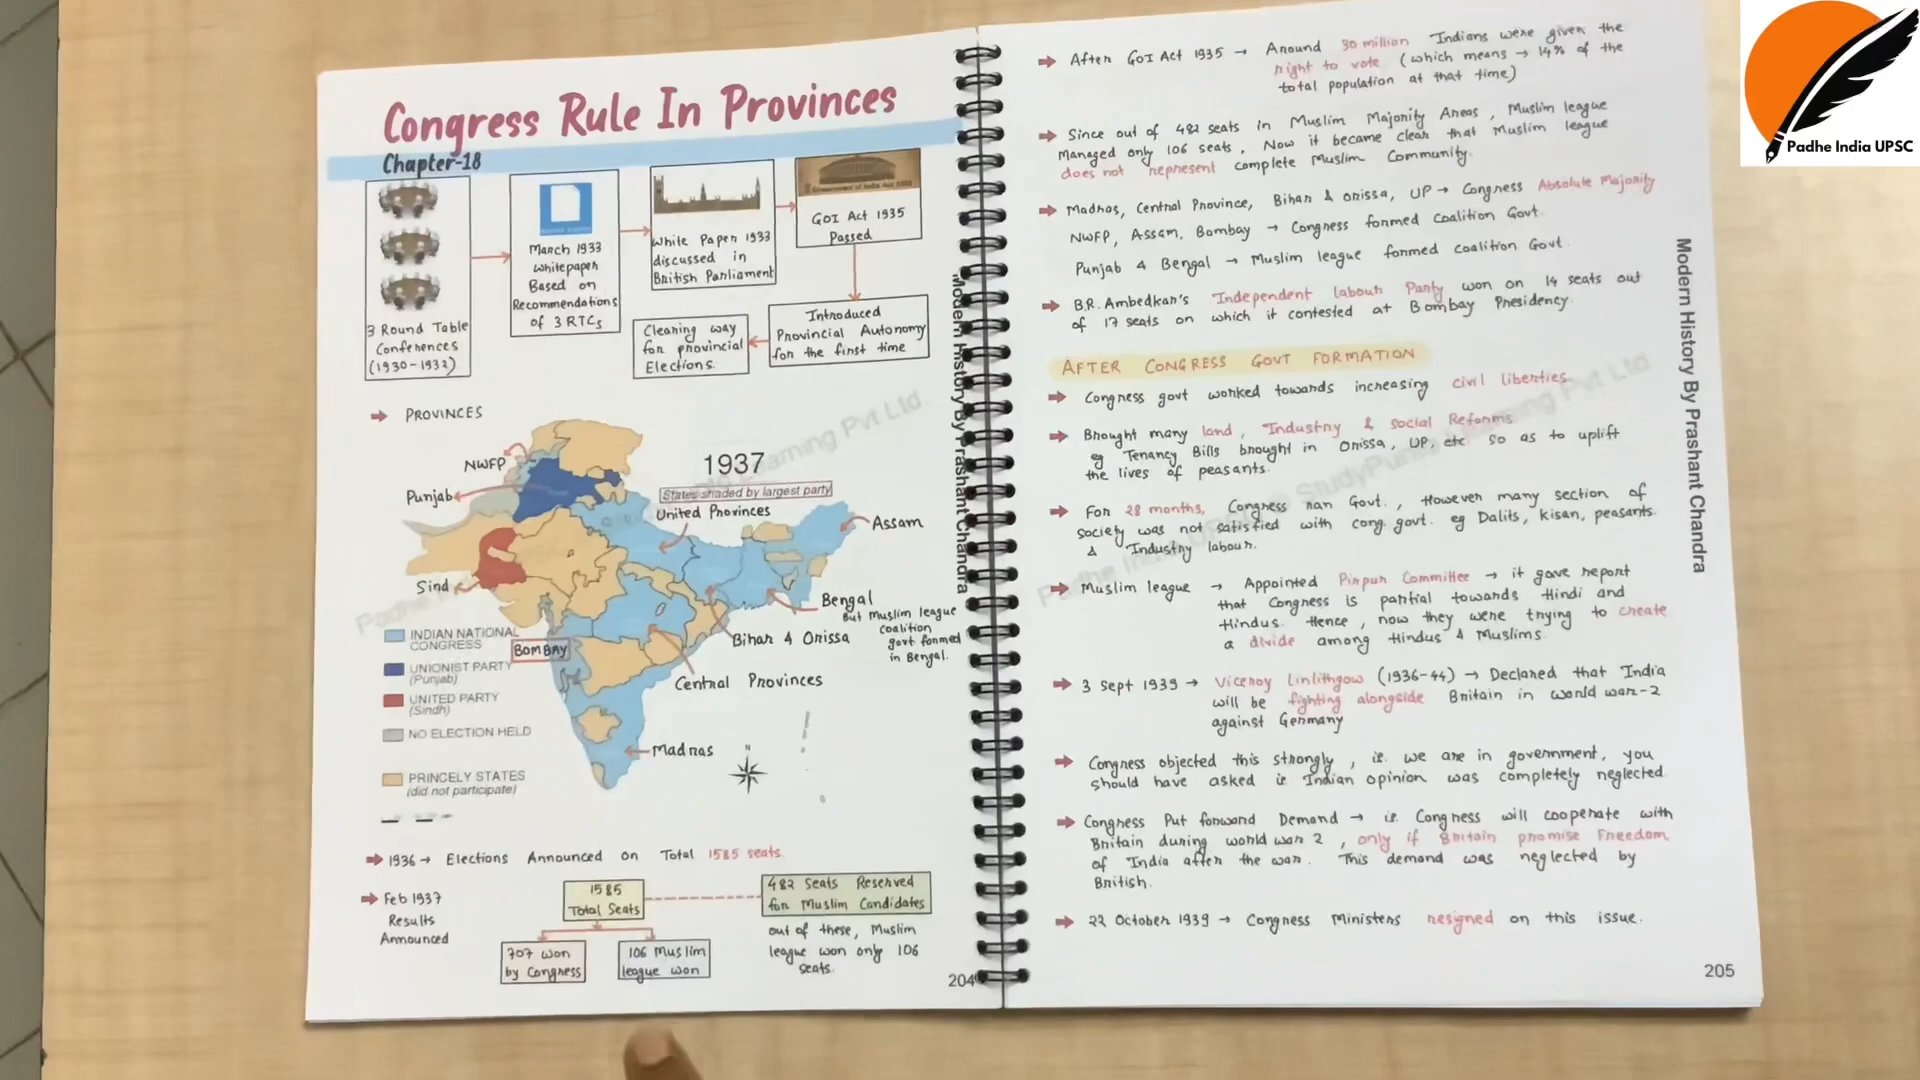 Congress Rule In Provinces
Chapter-18
3 Round Table
Conferences
(1930-1932)
March 1933
whitepaper
Based on
Recommendations
of 3 RTCs
White Paper 1933
discussed in
British Parliament
Government of India Act 1935
GOI Act 1935
Passed
Introduced
Provincial Autonomy
for the first time
Clearing way
for provincial
Elections.
PROVINCES
1937
States shaded by largest party
NWFP
Punjab
United Provinces
Assam
Sind
Bengal
But Muslim league
coalition
govt formed
in Bengal.
Bihar & Orissa
BOMBAY
Central Provinces
Madras
N
INDIAN NATIONAL
CONGRESS
UNIONIST PARTY
(Punjab)
UNITED PARTY
(Sindh)
NO ELECTION HELD
PRINCELY STATES
(did not participate)
1936 → Elections Announced on Total 1585 seats.
Feb 1937
Results
Announced
1585
Total Seats
482 Seats Reserved
for Muslim Candidates
707 won
by Congress
106 Muslim
league won
out of these, Muslim
league won only 106
seats.
204
Modern History By Prashant Chandra
After GOI Act 1935 → Around 30 million Indians were given the
right to vote (which means → 14% of the
total population at that time)
Since out of 482 seats in Muslim Majority Areas, Muslim league
Managed only 106 seats, Now it became clear that Muslim league
does not represent complete Muslim Community.
Madras, Central Province, Bihar & Orissa, UP → Congress Absolute Majority
NWFP, Assam, Bombay → Congress formed Coalition Govt.
Punjab & Bengal → Muslim league formed coalition Govt.
B.R. Ambedkar's Independent labour Party won on 14 seats out
of 17 seats on which it contested at Bombay Presidency.
AFTER CONGRESS GOVT FORMATION
Congress govt worked towards increasing civil liberties
Brought many land, Industry & social Reforms
eg Tenancy Bills brought in Orissa, UP, etc so as to uplift
the lives of peasants.
For 28 months, Congress ran Govt., However many section of
society was not satisfied with cong. govt. eg Dalits, kisan, peasants
& Industry labour.
Muslim league → Appointed Pirpur Committee → it gave report
that Congress is partial towards Hindi and
Hindus. Hence, now they were trying to create
a divide among Hindus & Muslims.
3 Sept 1939 → Viceroy Linlithgow (1936-44) → Declared that India
will be fighting alongside Britain in world war-2
against Germany
Congress objected this strongly, ie. we are in government, you
should have asked ie Indian opinion was completely neglected.
Congress Put forward Demand → ie. Congress will cooperate with
Britain during world war 2, only if Britain promise Freedom
of India after the war. This demand was neglected by
British.
22 October 1939 → Congress Ministers resigned on this issue.
205
Modern History By Prashant Chandra
Padhe India UPSC